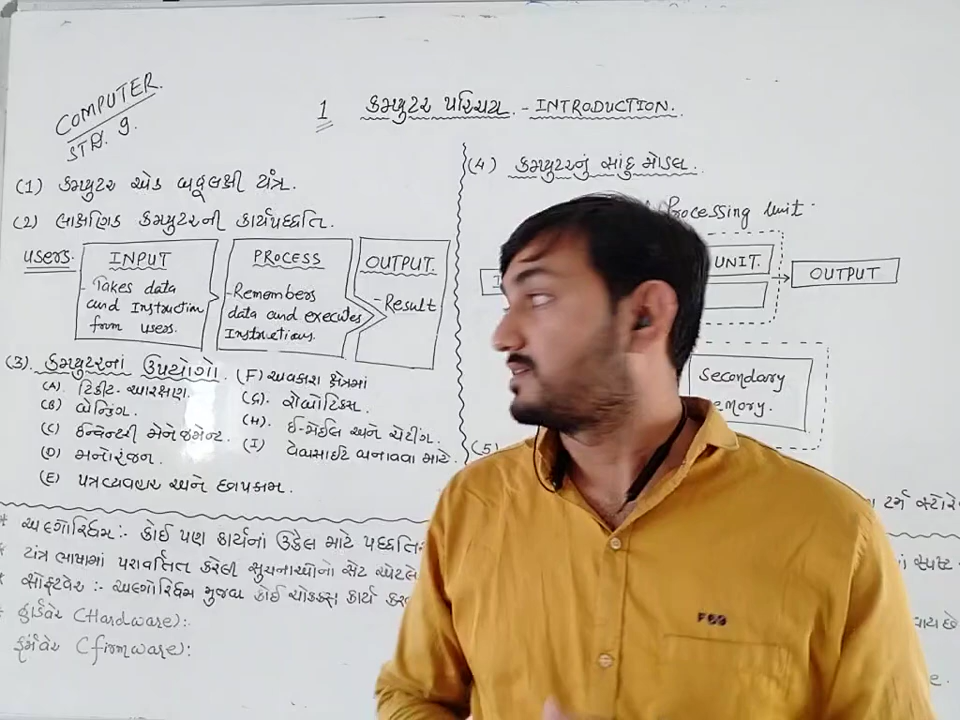 COMPUTER.
STD. 9.
1 કમ્પ્યુટર પરિચય. - INTRODUCTION.
(1) કમ્પ્યુટર એક બહુલક્ષી યંત્ર.
(2) લાક્ષણિક કમ્પ્યુટરની કાર્યપદ્ધતિ.
users. INPUT PROCESS OUTPUT.
- Takes data and Instruction from users.
- Remembers data and executes Instructions.
- Result
(3). કમ્પ્યુટરનાં ઉપયોગો.
(A). ટિકીટ-આરક્ષણ.
(B) બેન્કિંગ.
(C) ઈન્વેન્ટરી મેનેજમેન્ટ.
(D) મનોરંજન.
(E) પત્રવ્યવહાર અને છાપકામ.
(F) અવકાશ ક્ષેત્રમાં
(G). રોબોટિક્સ.
(H). ઈ-મેઈલ અને ચેટીંગ.
(I) વેબસાઈટ બનાવવા માટે.
(4) કમ્પ્યુટરનું સાદુ મોડલ.
Processing Unit.
UNIT.
OUTPUT
Secondary
(5)
* અલ્ગોરિધમ :- કોઈ પણ કાર્યનાં ઉકેલ માટે
યંત્ર ભાષામાં પરાવર્તિત કરેલી સુચનાઓનો સેટ એટલે
* સોફ્ટવેર :- અલ્ગોરિધમ મુજબ કોઈ ચોક્કસ કાર્ય
* હાર્ડવેર (Hardware):-
ફર્મવેર (firmware):-
ટર્મ
સ્પષ્ટ